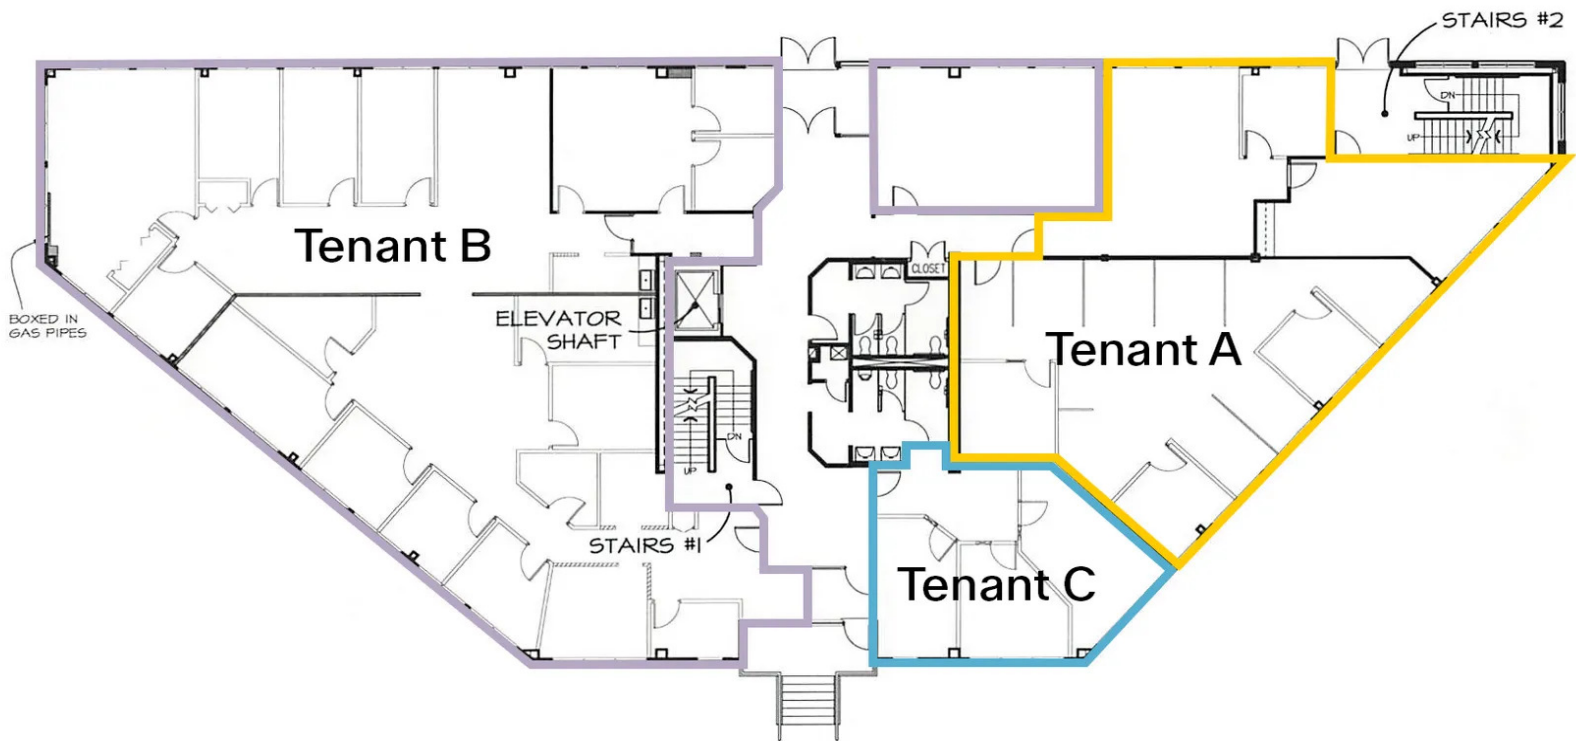 STAIRS #2
DN
UP
Tenant B
CLOSET
BOXED IN
GAS PIPES
ELEVATOR
SHAFT
Tenant A
DN
UP
STAIRS #1
Tenant C